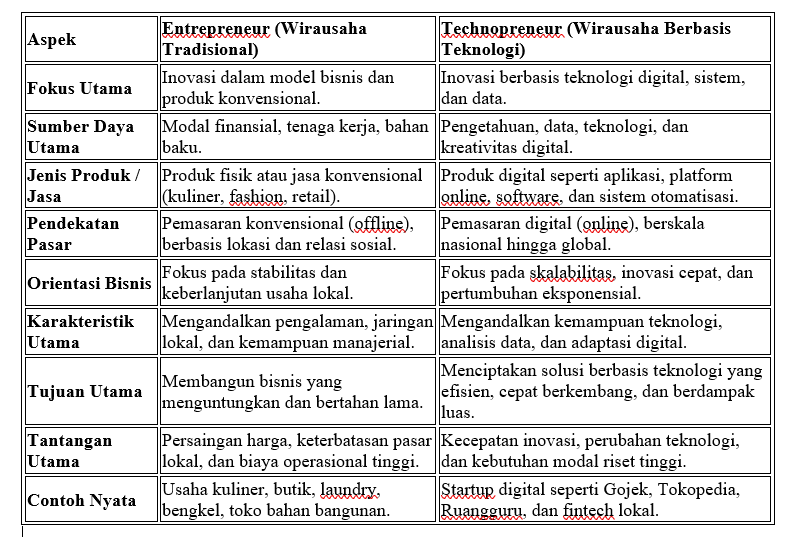 Aspek
Entrepreneur (Wirausaha
Tradisional)
Technopreneur (Wirausaha Berbasis
Teknologi)
Fokus Utama
Inovasi dalam model bisnis dan
produk konvensional.
Inovasi berbasis teknologi digital, sistem,
dan data.
Sumber Daya
Utama
Modal finansial, tenaga kerja, bahan
baku.
Pengetahuan, data, teknologi, dan
kreativitas digital.
Jenis Produk /
Jasa
Produk fisik atau jasa konvensional
(kuliner, fashion, retail).
Produk digital seperti aplikasi, platform
online, software, dan sistem otomatisasi.
Pendekatan
Pasar
Pemasaran konvensional (offline),
berbasis lokasi dan relasi sosial.
Pemasaran digital (online), berskala
nasional hingga global.
Orientasi Bisnis
Fokus pada stabilitas dan
keberlanjutan usaha lokal.
Fokus pada skalabilitas, inovasi cepat, dan
pertumbuhan eksponensial.
Karakteristik
Utama
Mengandalkan pengalaman, jaringan
lokal, dan kemampuan manajerial.
Mengandalkan kemampuan teknologi,
analisis data, dan adaptasi digital.
Tujuan Utama
Membangun bisnis yang
menguntungkan dan bertahan lama.
Menciptakan solusi berbasis teknologi yang
efisien, cepat berkembang, dan berdampak
luas.
Tantangan
Utama
Persaingan harga, keterbatasan pasar
lokal, dan biaya operasional tinggi.
Kecepatan inovasi, perubahan teknologi,
dan kebutuhan modal riset tinggi.
Contoh Nyata
Usaha kuliner, butik, laundry,
bengkel, toko bahan bangunan.
Startup digital seperti Gojek, Tokopedia,
Ruangguru, dan fintech lokal.